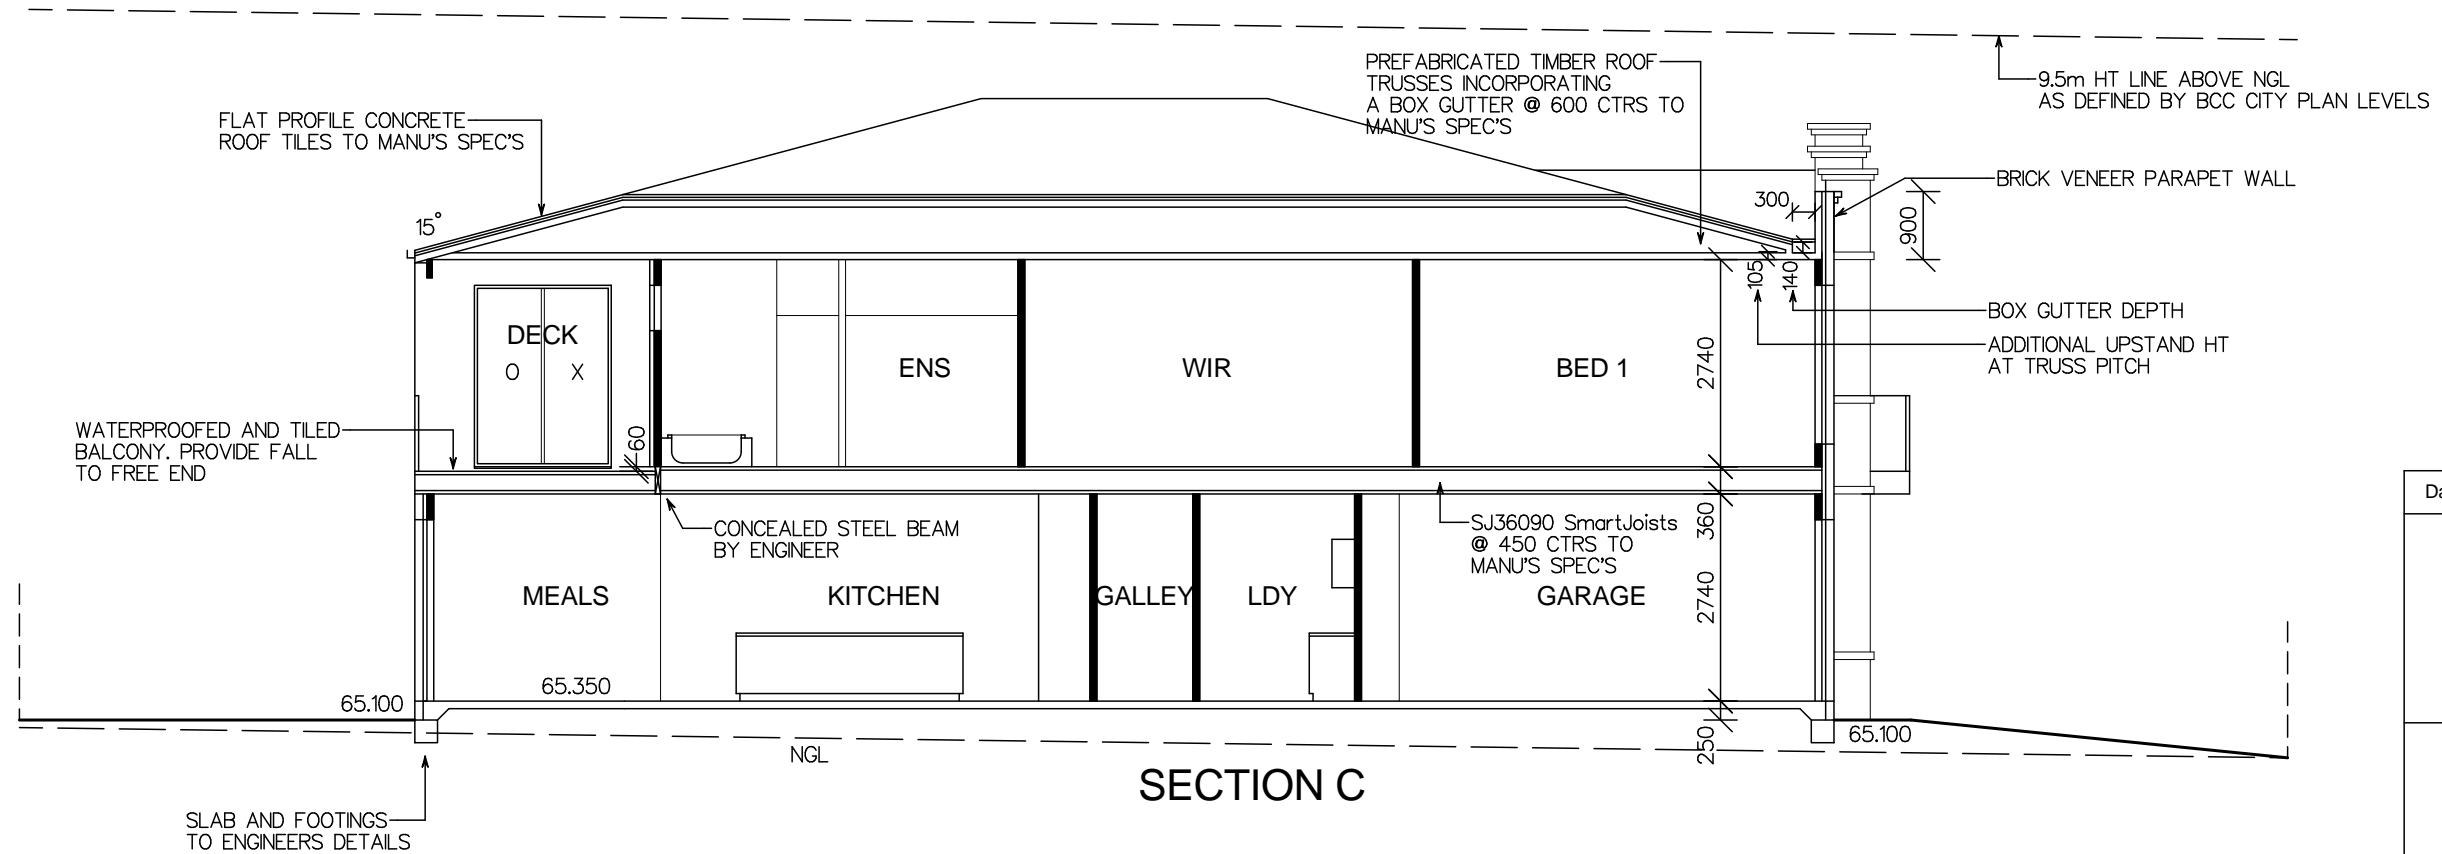 PREFABRICATED TIMBER ROOF
TRUSSES INCORPORATING
A BOX GUTTER @ 600 CTRS TO
MANU'S SPEC'S
9.5m HT LINE ABOVE NGL
AS DEFINED BY BCC CITY PLAN LEVELS
FLAT PROFILE CONCRETE
ROOF TILES TO MANU'S SPEC'S
BRICK VENEER PARAPET WALL
300
900
15°
105
140
BOX GUTTER DEPTH
ADDITIONAL UPSTAND HT
AT TRUSS PITCH
DECK
O X
ENS
WIR
BED 1
2740
WATERPROOFED AND TILED
BALCONY. PROVIDE FALL
TO FREE END
60
Da
CONCEALED STEEL BEAM
BY ENGINEER
SJ36090 SmartJoists
@ 450 CTRS TO
MANU'S SPEC'S
360
MEALS
KITCHEN
GALLEY
LDY
GARAGE
2740
65.350
65.100
65.100
250
NGL
SECTION C
SLAB AND FOOTINGS
TO ENGINEERS DETAILS